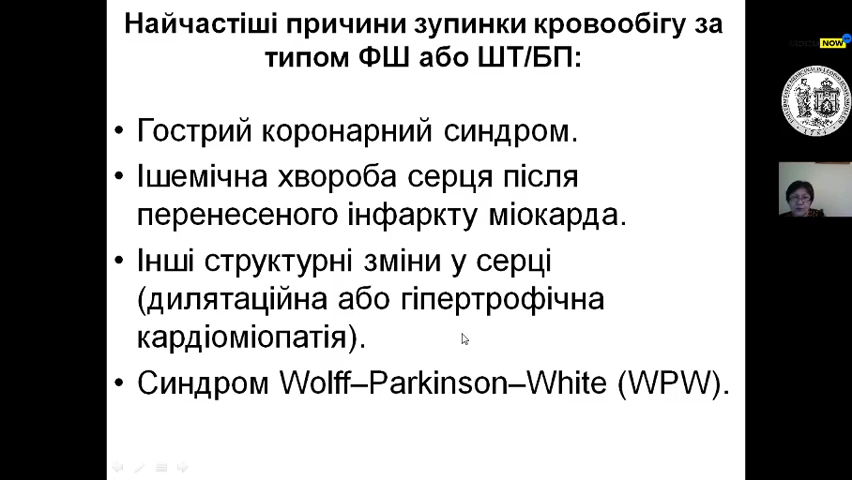 Найчастіші причини зупинки кровообігу за
типом ФШ або ШТ/БП:
• Гострий коронарний синдром.
• Ішемічна хвороба серця після
перенесеного інфаркту міокарда.
• Інші структурні зміни у серці
(дилятаційна або гіпертрофічна
кардіоміопатія).
• Синдром Wolff–Parkinson–White (WPW).
NOW
1784